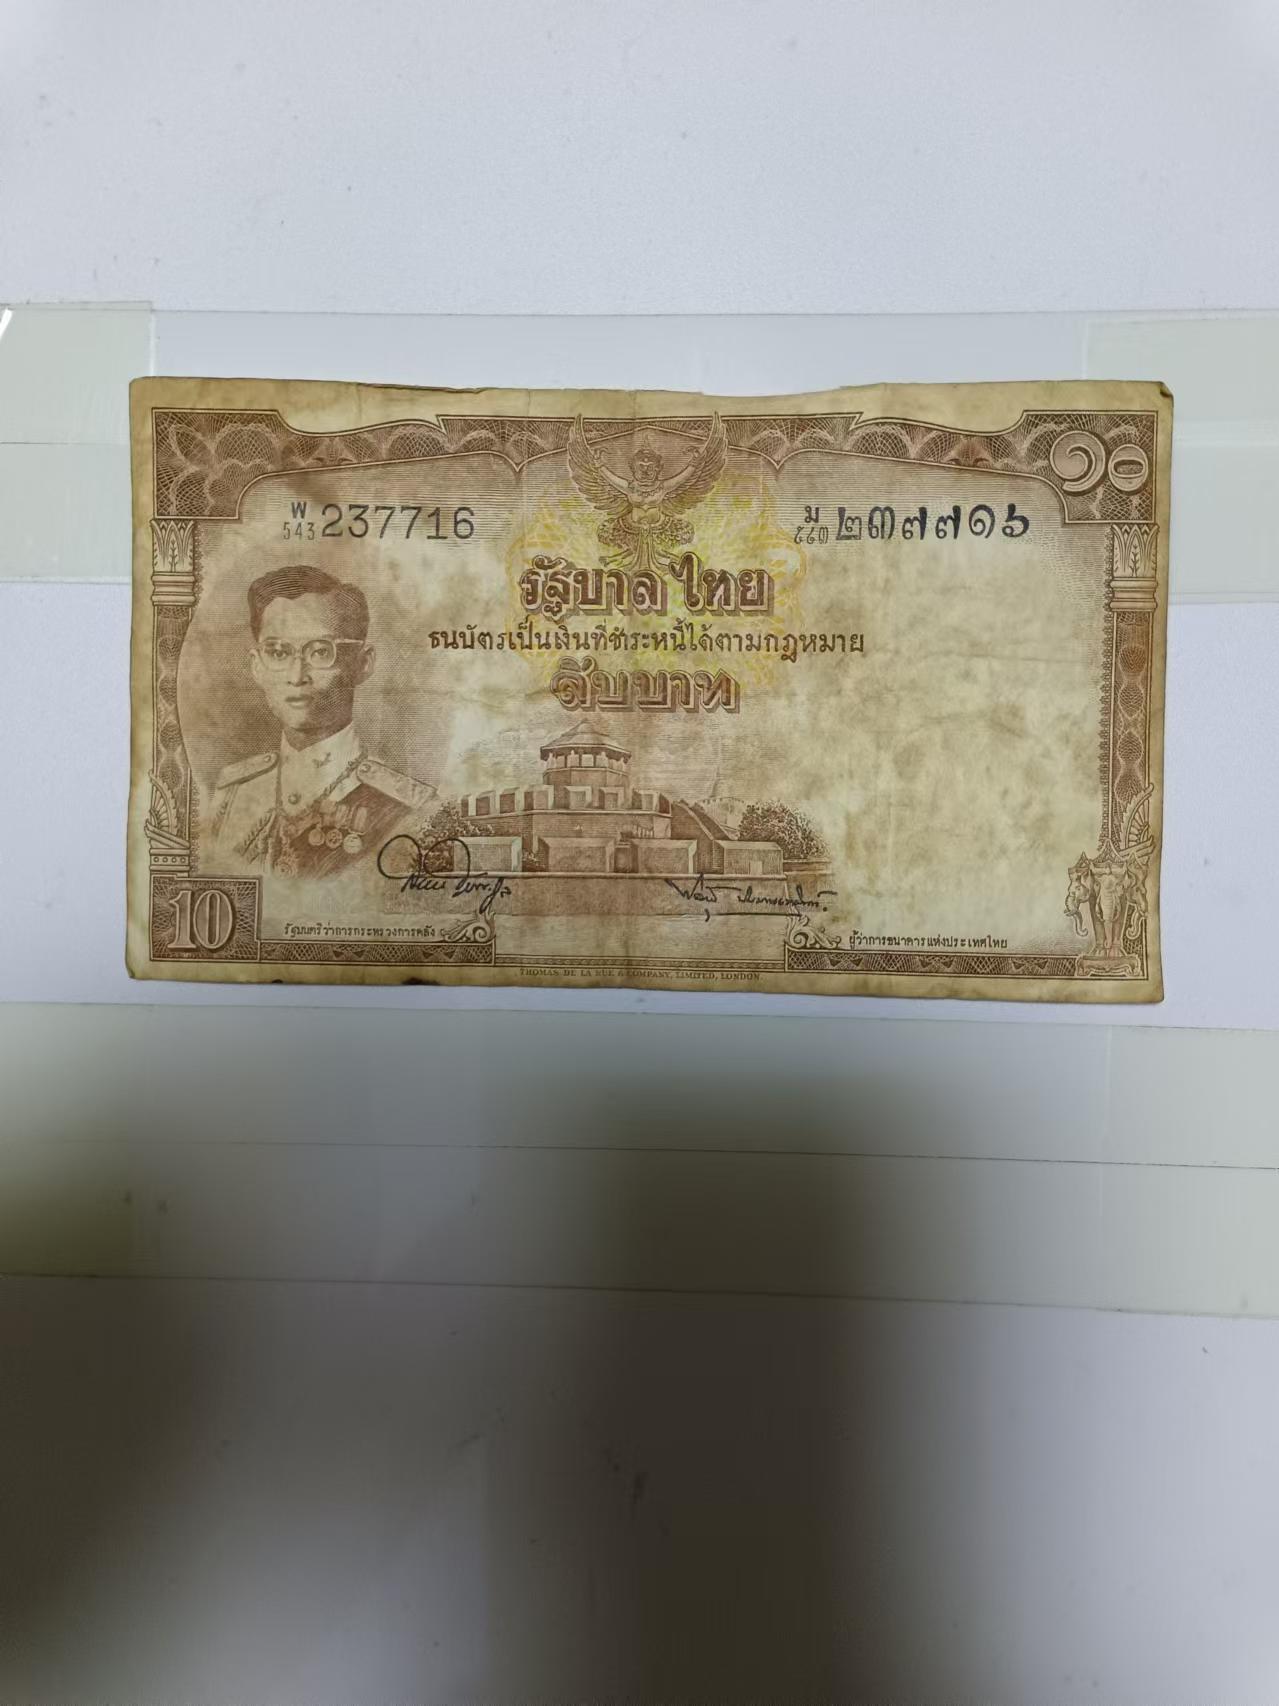 ๑๐
W
543 237716
ม
๕๔๓ ๒๓๗๗๑๖
รัฐบาลไทย
ธนบัตรเป็นเงินที่ชำระหนี้ได้ตามกฎหมาย
สิบบาท
10
รัฐมนตรีว่าการกระทรวงการคลัง
ผู้ว่าการธนาคารแห่งประเทศไทย
THOMAS DE LA RUE & COMPANY, LIMITED, LONDON.